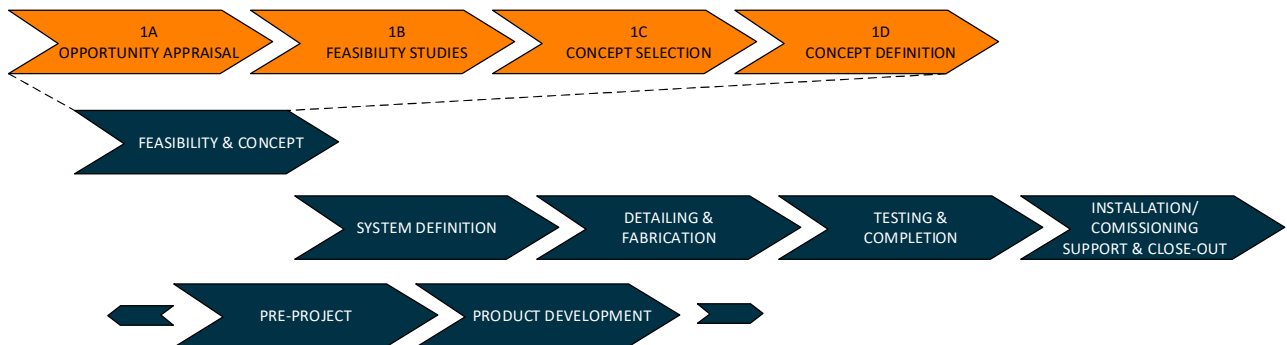 1A
OPPORTUNITY APPRAISAL
1B
FEASIBILITY STUDIES
1C
CONCEPT SELECTION
1D
CONCEPT DEFINITION
FEASIBILITY & CONCEPT
SYSTEM DEFINITION
DETAILING &
FABRICATION
TESTING &
COMPLETION
INSTALLATION/
COMISSIONING
SUPPORT & CLOSE-OUT
PRE-PROJECT
PRODUCT DEVELOPMENT